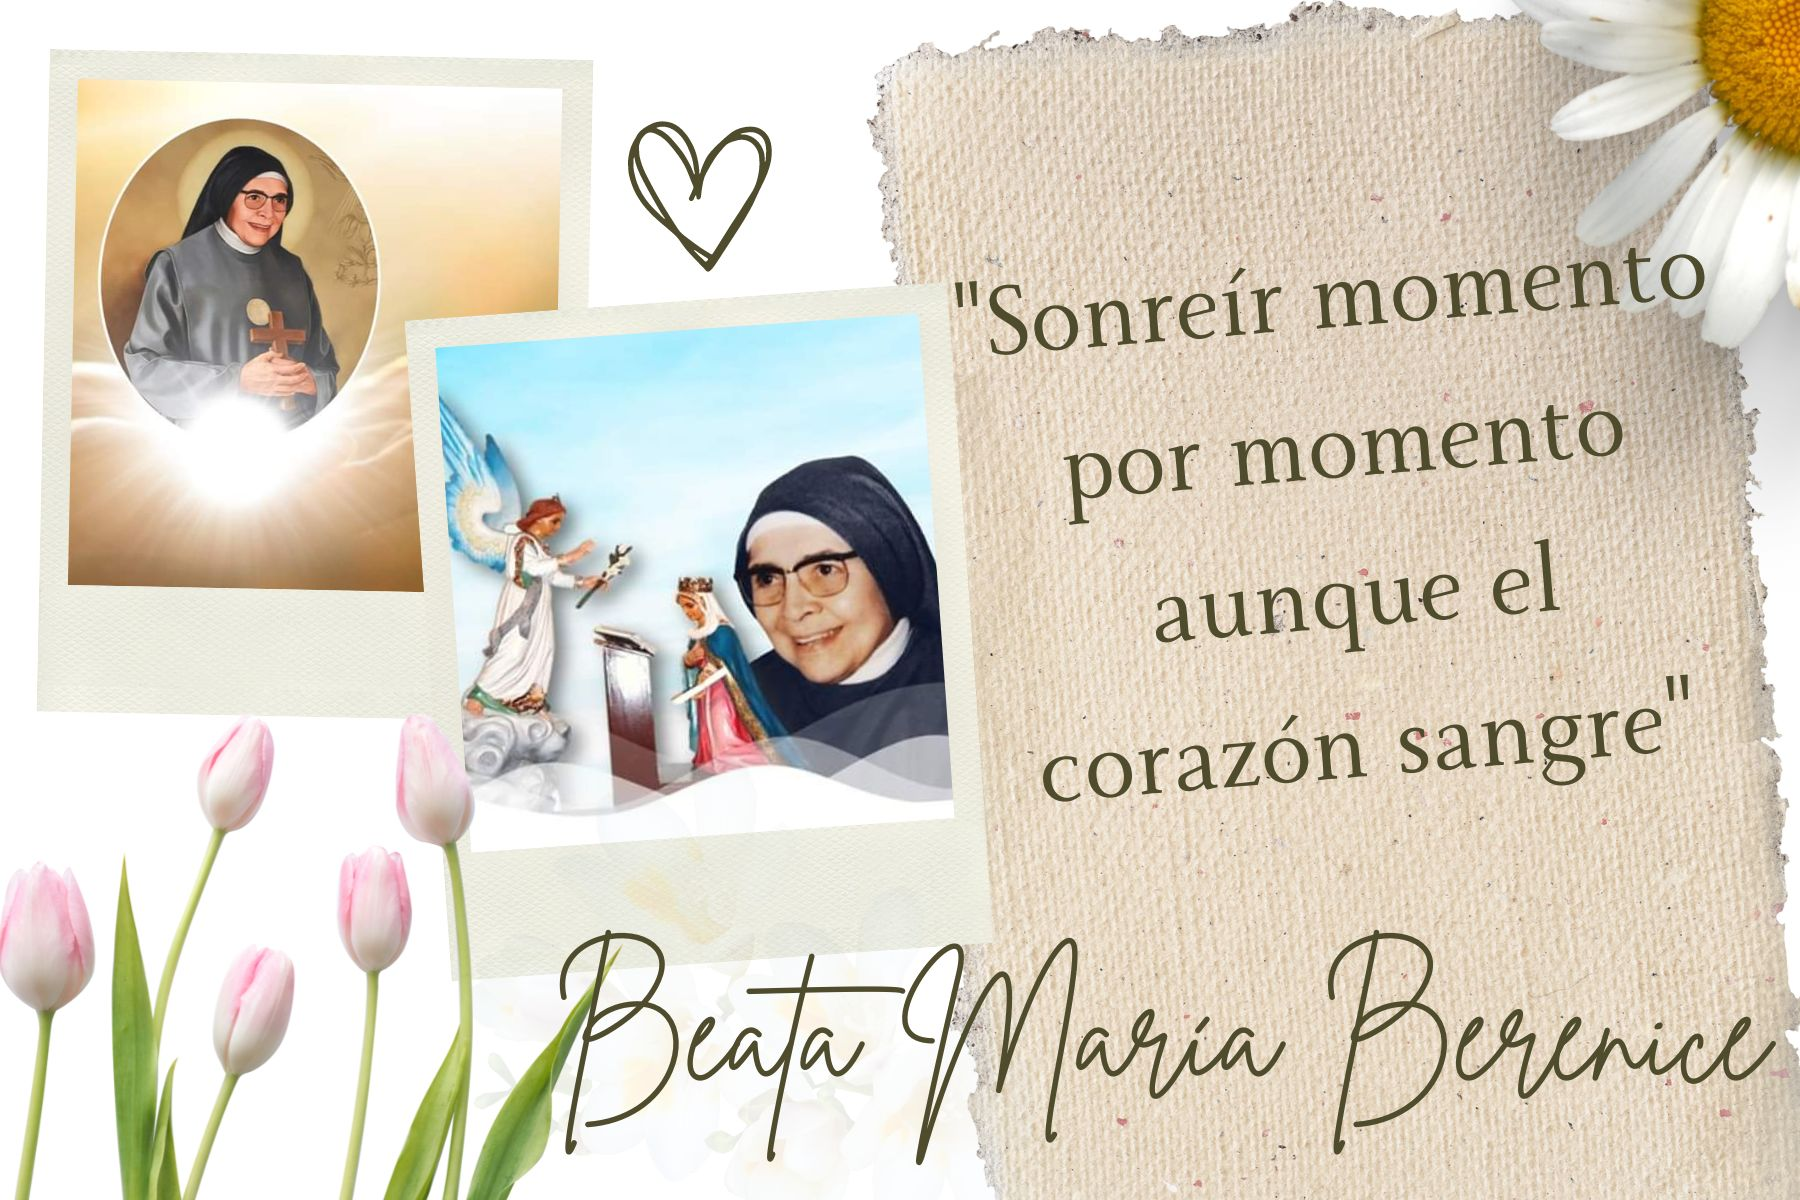 "Sonreír momento
por momento
aunque el
corazón sangre"
Beata María Berenice